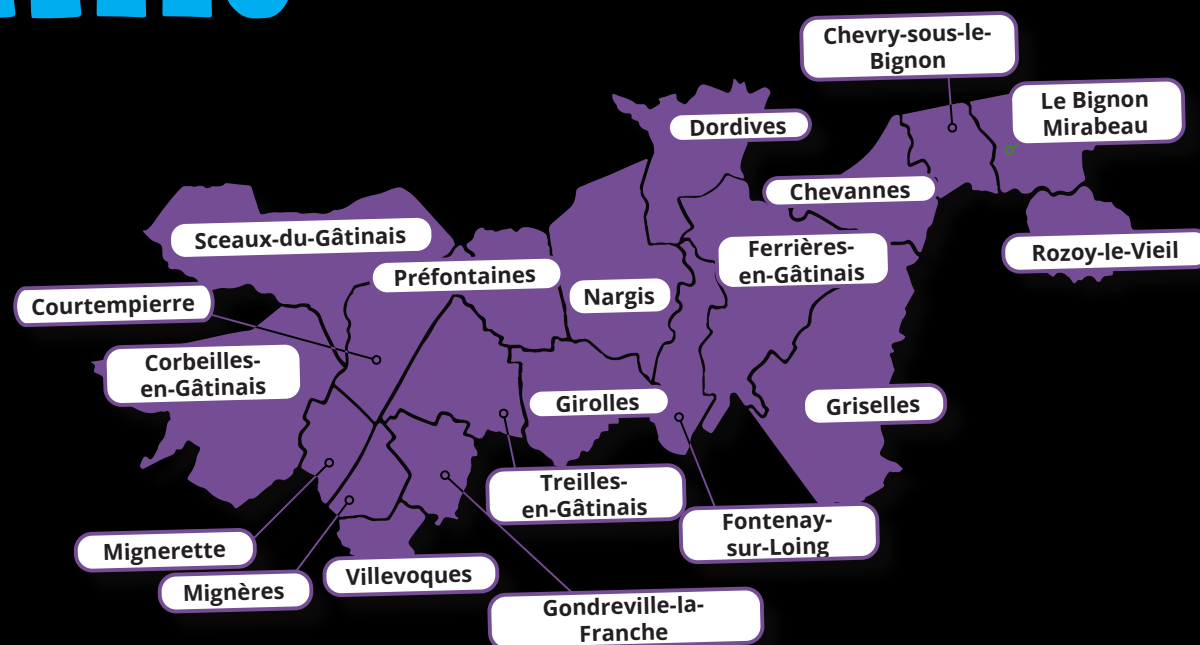 Chevry-sous-le-
Bignon
Le Bignon
Mirabeau
Dordives
Chevannes
Sceaux-du-Gâtinais
Ferrières-
en-Gâtinais
Rozoy-le-Vieil
Préfontaines
Nargis
Courtempierre
Corbeilles-
en-Gâtinais
Girolles
Griselles
Treilles-
en-Gâtinais
Fontenay-
sur-Loing
Mignerette
Mignères
Villevoques
Gondreville-la-
Franche